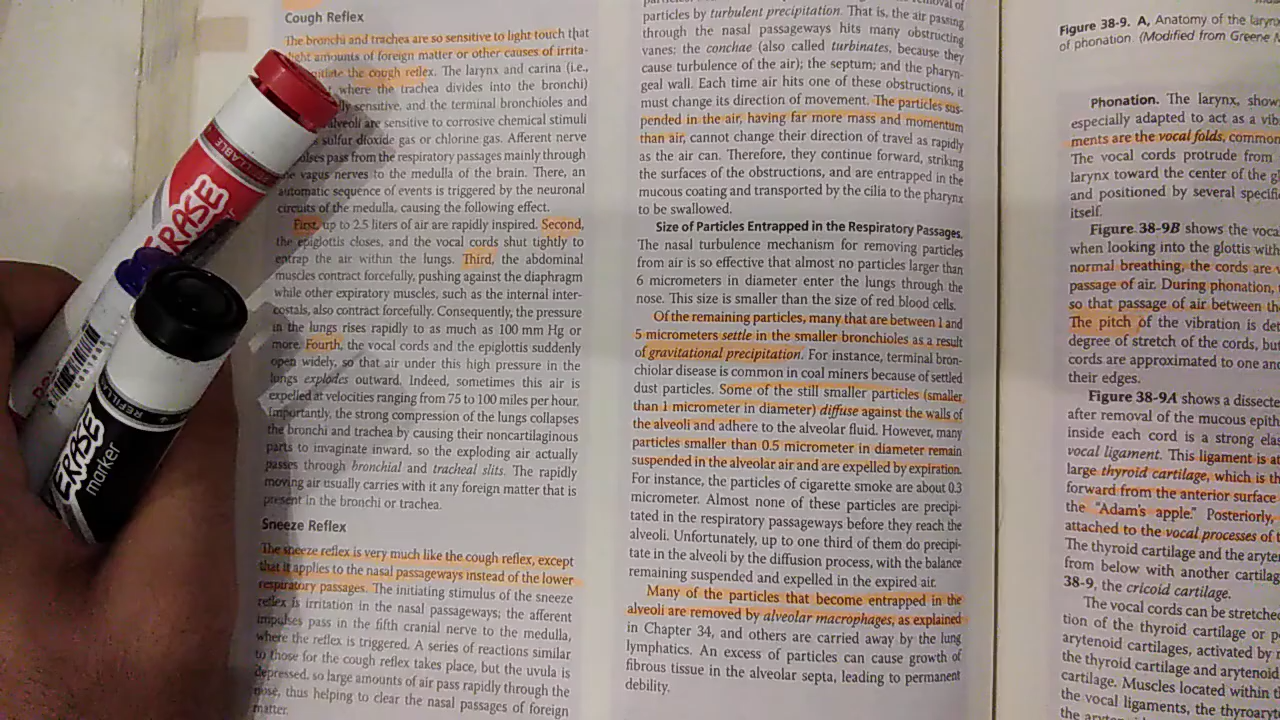 Cough Reflex
The bronchi and trachea are so sensitive to light touch that
light amounts of foreign matter or other causes of irrita-
the cough reflex. The larynx and carina (i.e.,
where the trachea divides into the bronchi)
sensitive, and the terminal bronchioles and
alveoli are sensitive to corrosive chemical stimuli
sulfur dioxide gas or chlorine gas. Afferent nerve
pass from the respiratory passages mainly through
the vagus nerves to the medulla of the brain. There, an
automatic sequence of events is triggered by the neuronal
circuits of the medulla, causing the following effect.
First, up to 2.5 liters of air are rapidly inspired. Second,
the epiglottis closes, and the vocal cords shut tightly to
entrap the air within the lungs. Third, the abdominal
muscles contract forcefully, pushing against the diaphragm
while other expiratory muscles, such as the internal inter-
costals, also contract forcefully. Consequently, the pressure
in the lungs rises rapidly to as much as 100 mm Hg or
more. Fourth, the vocal cords and the epiglottis suddenly
open widely, so that air under this high pressure in the
lungs explodes outward. Indeed, sometimes this air is
expelled at velocities ranging from 75 to 100 miles per hour.
Importantly, the strong compression of the lungs collapses
the bronchi and trachea by causing their noncartilaginous
parts to invaginate inward, so the exploding air actually
passes through bronchial and tracheal slits. The rapidly
moving air usually carries with it any foreign matter that is
present in the bronchi or trachea.
Sneeze Reflex
The sneeze reflex is very much like the cough reflex, except
that it applies to the nasal passageways instead of the lower
respiratory passages. The initiating stimulus of the sneeze
reflex is irritation in the nasal passageways; the afferent
impulses pass in the fifth cranial nerve to the medulla,
where the reflex is triggered. A series of reactions similar
to those for the cough reflex takes place, but the uvula is
depressed, so large amounts of air pass rapidly through the
nose, thus helping to clear the nasal passages of foreign
matter.
particles by turbulent precipitation. That is, the air passing
through the nasal passageways hits many obstructing
vanes: the conchae (also called turbinates, because they
cause turbulence of the air); the septum; and the pharyn-
geal wall. Each time air hits one of these obstructions, it
must change its direction of movement. The particles sus-
pended in the air, having far more mass and momentum
than air, cannot change their direction of travel as rapidly
as the air can. Therefore, they continue forward, striking
the surfaces of the obstructions, and are entrapped in the
mucous coating and transported by the cilia to the pharynx
to be swallowed.
Size of Particles Entrapped in the Respiratory Passages.
The nasal turbulence mechanism for removing particles
from air is so effective that almost no particles larger than
6 micrometers in diameter enter the lungs through the
nose. This size is smaller than the size of red blood cells.
Of the remaining particles, many that are between 1 and
5 micrometers settle in the smaller bronchioles as a result
of gravitational precipitation. For instance, terminal bron-
chiolar disease is common in coal miners because of settled
dust particles. Some of the still smaller particles (smaller
than 1 micrometer in diameter) diffuse against the walls of
the alveoli and adhere to the alveolar fluid. However, many
particles smaller than 0.5 micrometer in diameter remain
suspended in the alveolar air and are expelled by expiration.
For instance, the particles of cigarette smoke are about 0.3
micrometer. Almost none of these particles are precipi-
tated in the respiratory passageways before they reach the
alveoli. Unfortunately, up to one third of them do precipi-
tate in the alveoli by the diffusion process, with the balance
remaining suspended and expelled in the expired air.
Many of the particles that become entrapped in the
alveoli are removed by alveolar macrophages, as explained
in Chapter 34, and others are carried away by the lung
lymphatics. An excess of particles can cause growth of
fibrous tissue in the alveolar septa, leading to permanent
debility.
Figure 38-9. A, Anatomy of the
of phonation. (Modified from Greene
Phonation. The larynx,
especially adapted to act as a
ments are the vocal folds,
The vocal cords protrude from
larynx toward the center of the
and positioned by several
itself.
Figure 38-9B shows the
when looking into the glottis
normal breathing, the cords are
passage of air. During phonation,
so that passage of air between
The pitch of the vibration is
degree of stretch of the cords, but
cords are approximated to one
their edges.
Figure 38-9A shows a
after removal of the mucous
inside each cord is a strong
vocal ligament. This ligament is
large thyroid cartilage, which is
forward from the anterior surface
the "Adam's apple." Posteriorly,
attached to the vocal processes of
The thyroid cartilage and the
from below with another
38-9, the cricoid cartilage.
The vocal cords can be stretched
tion of the thyroid cartilage or
arytenoid cartilages, activated by
the thyroid cartilage and arytenoid
cartilage. Muscles located within
the vocal ligaments, the
the
ERASE
ERASE
marker